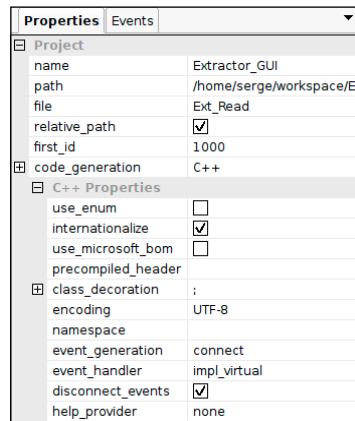 Properties Events
Project
name Extractor_GUI
path /home/serge/workspace/E
file Ext_Read
relative_path
first_id 1000
code_generation C++
C++ Properties
use_enum
internationalize
use_microsoft_bom
precompiled_header
class_decoration ;
encoding UTF-8
namespace
event_generation connect
event_handler impl_virtual
disconnect_events
help_provider none